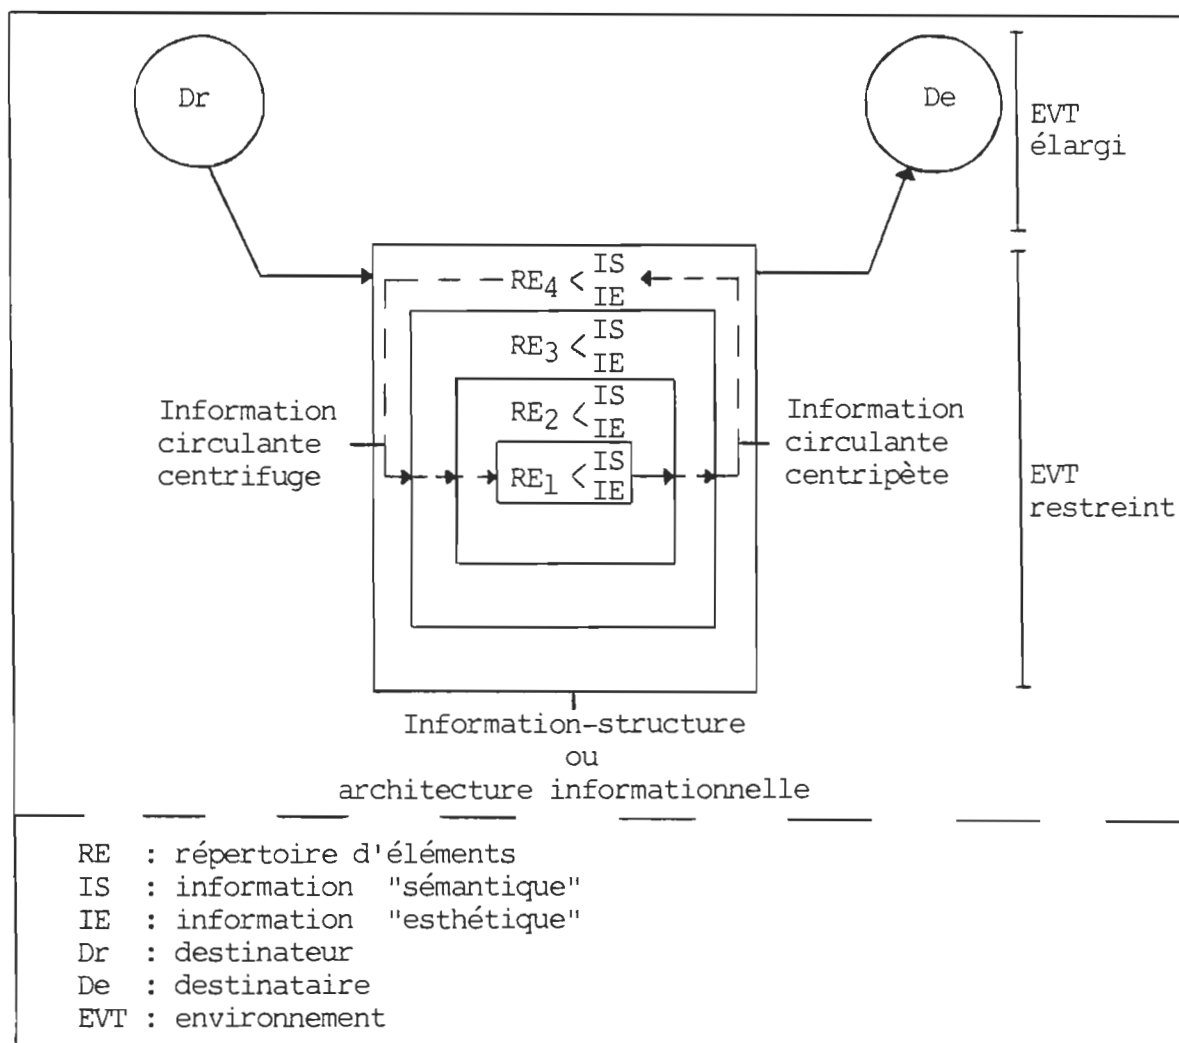 Dr
De
EVT
élargi
RE4 < IS
IE
RE3 < IS
IE
RE2 < IS
IE
RE1 < IS
IE
Information
circulante
centrifuge
Information
circulante
centripète
EVT
restreint
Information-structure
ou
architecture informationnelle
RE : répertoire d'éléments
IS : information "sémantique"
IE : information "esthétique"
Dr : destinateur
De : destinataire
EVT : environnement